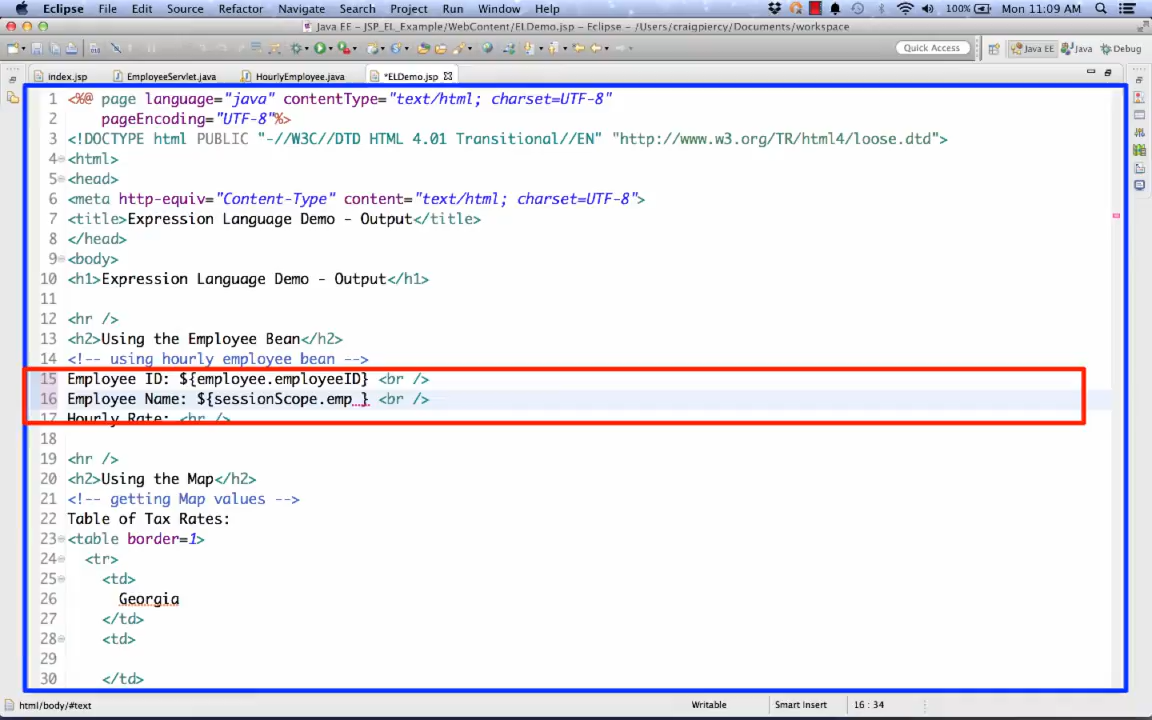 Eclipse File Edit Source Refactor Navigate Search Project Run Window Help 100% Mon 11:09 AM
Java EE - JSP_EL_Example/WebContent/ELDemo.jsp - Eclipse - /Users/craigpiercy/Documents/workspace
Quick Access Java EE Java Debug
index.jsp EmployeeServlet.java HourlyEmployee.java *ELDemo.jsp
1 <%@ page language="java" contentType="text/html; charset=UTF-8"
2 pageEncoding="UTF-8"%>
3 <!DOCTYPE html PUBLIC "-//W3C//DTD HTML 4.01 Transitional//EN" "http://www.w3.org/TR/html4/loose.dtd">
4 <html>
5 <head>
6 <meta http-equiv="Content-Type" content="text/html; charset=UTF-8">
7 <title>Expression Language Demo - Output</title>
8 </head>
9 <body>
10 <h1>Expression Language Demo - Output</h1>
11
12 <hr />
13 <h2>Using the Employee Bean</h2>
14 <!-- using hourly employee bean -->
15 Employee ID: ${employee.employeeID} <br />
16 Employee Name: ${sessionScope.emp } <br />
17 Hourly Rate: <br />
18
19 <hr />
20 <h2>Using the Map</h2>
21 <!-- getting Map values -->
22 Table of Tax Rates:
23 <table border=1>
24 <tr>
25 <td>
26 Georgia
27 </td>
28 <td>
29
30 </td>
html/body/#text Writable Smart Insert 16 : 34